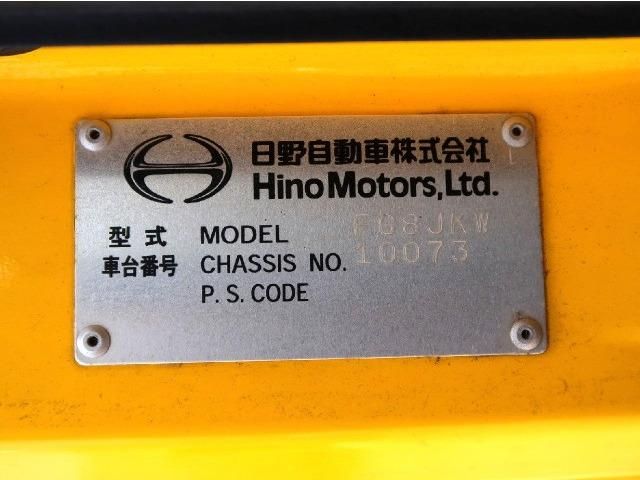 日野自動車株式会社
Hino Motors, Ltd.
型式 MODEL FG8JKW
車台番号 CHASSIS NO. 10073
P.S. CODE